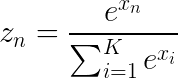 z_n = \frac{e^{x_n}}{\sum_{i=1}^{K} e^{x_i}}